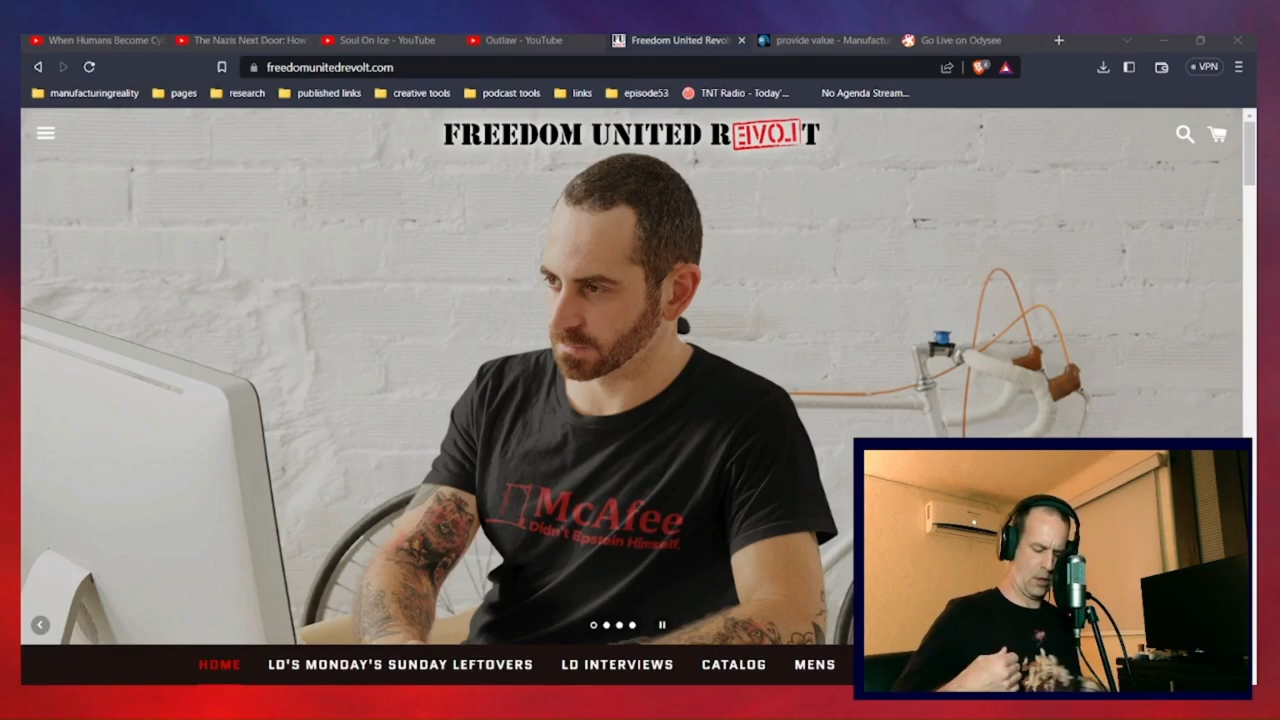 When Humans Become Cy
The Nazis Next Door: How
Soul On Ice - YouTube
Outlaw - YouTube
Freedom United Revol
provide value - Manufactur
Go Live on Odysee
freedomunitedrevolt.com
4
VPN
manufacturingreality
pages
research
published links
creative tools
podcast tools
links
episode53
TNT Radio - Today'...
No Agenda Stream...
FREEDOM UNITED REVOLT
McAfee
Didn't Epstein Himself.
HOME
LD'S MONDAY'S SUNDAY LEFTOVERS
LD INTERVIEWS
CATALOG
MENS